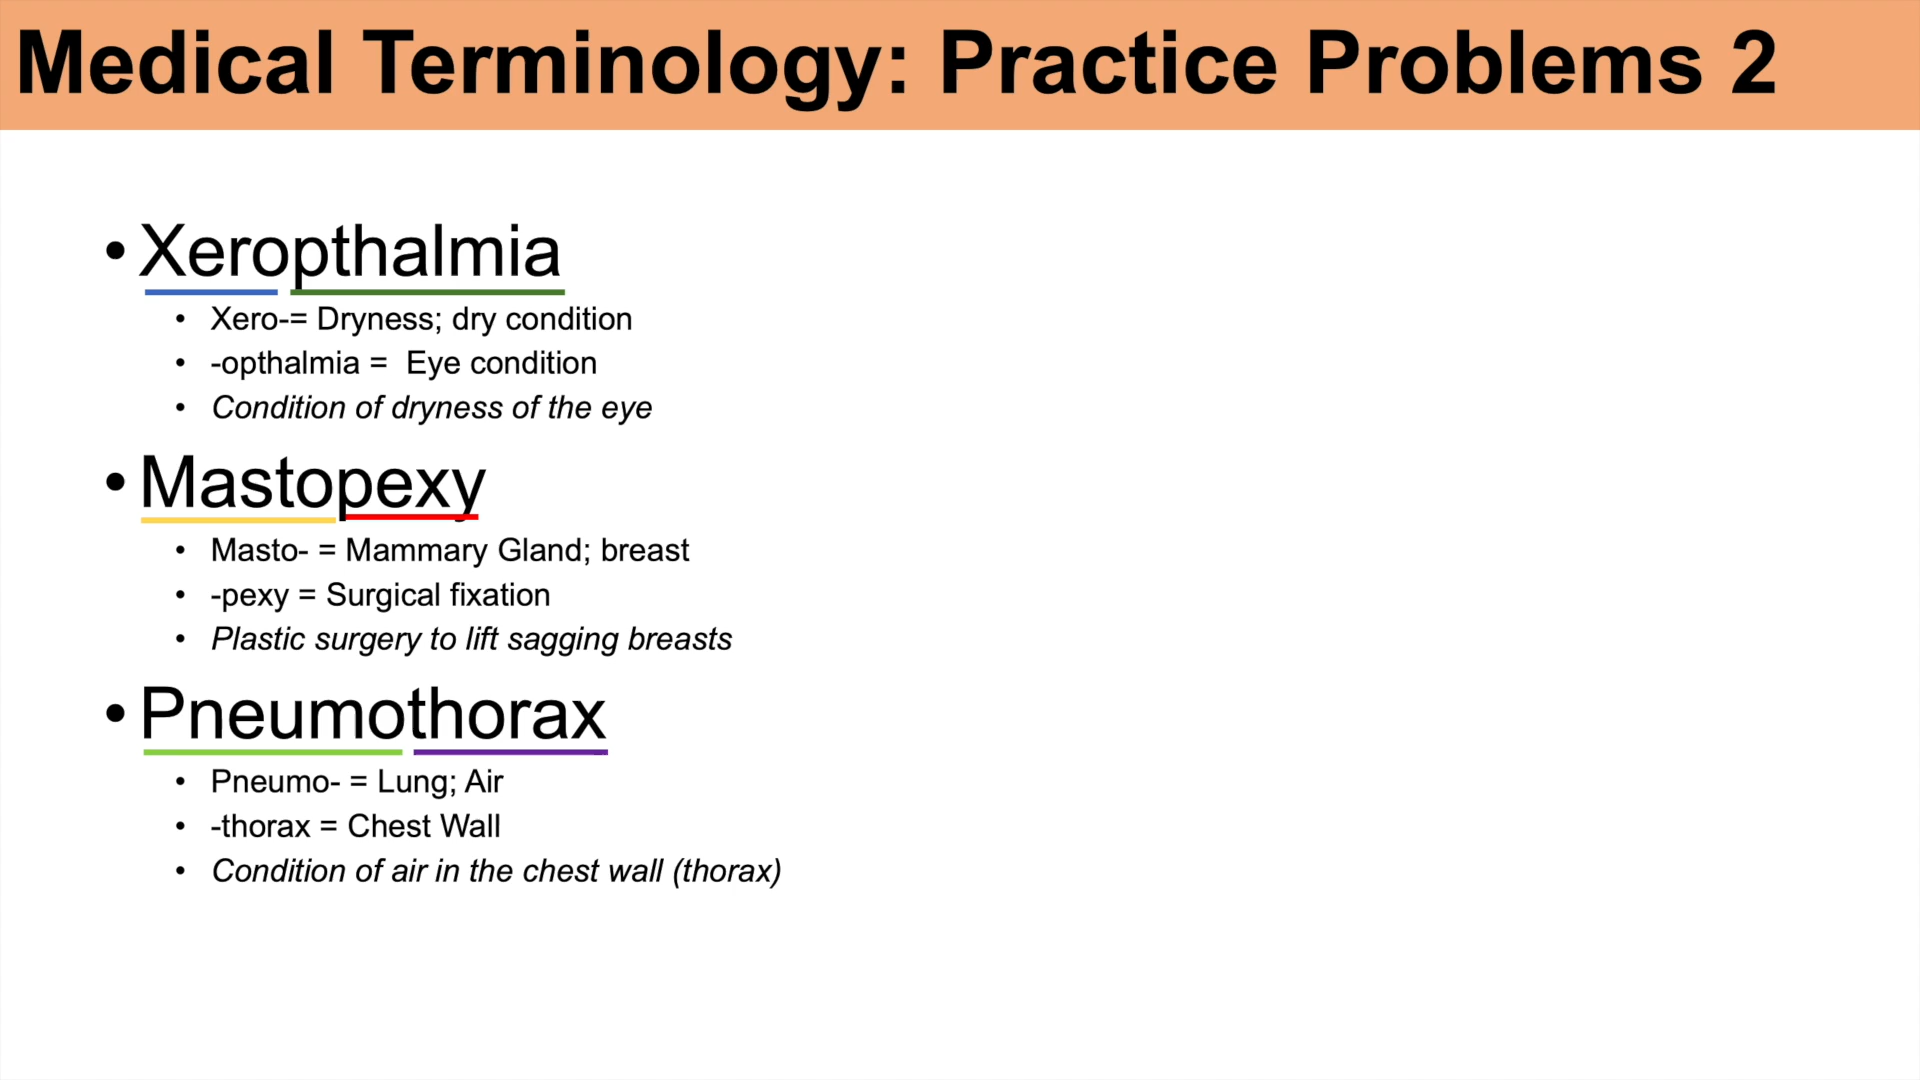 Medical Terminology: Practice Problems 2
• Xeropthalmia
• Xero-= Dryness; dry condition
• -opthalmia = Eye condition
• Condition of dryness of the eye
• Mastopexy
• Masto- = Mammary Gland; breast
• -pexy = Surgical fixation
• Plastic surgery to lift sagging breasts
• Pneumothorax
• Pneumo- = Lung; Air
• -thorax = Chest Wall
• Condition of air in the chest wall (thorax)